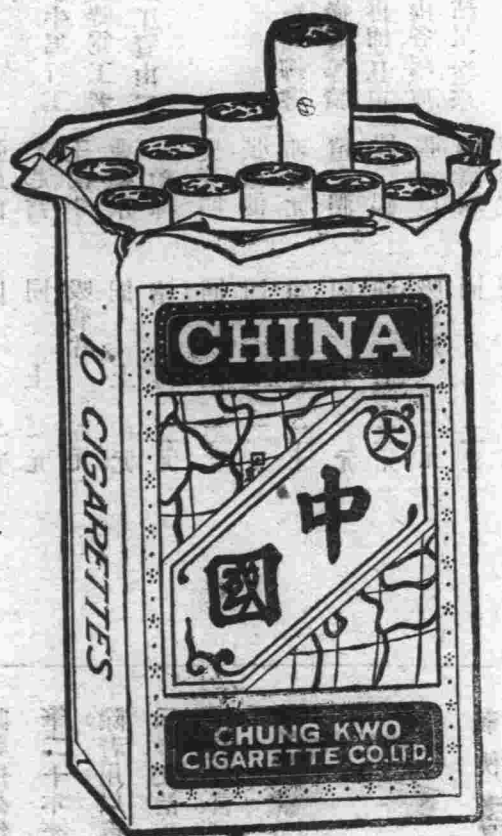 10 CIGARETTES
CHINA
大
中國
CHUNG KWO
CIGARETTE CO. LTD.